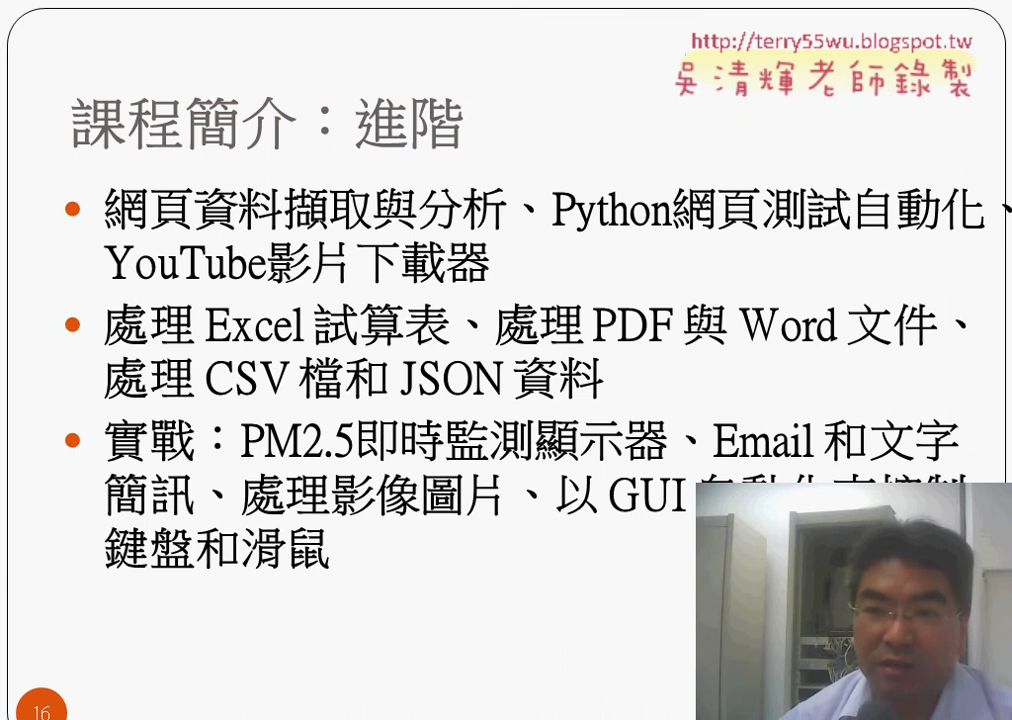 http://terry55wu.blogspot.tw
吳清輝老師錄製
課程簡介：進階
• 網頁資料擷取與分析、Python網頁測試自動化、
YouTube影片下載器
• 處理 Excel 試算表、處理 PDF 與 Word 文件、
處理 CSV 檔和 JSON 資料
• 實戰：PM2.5即時監測顯示器、Email 和文字
簡訊、處理影像圖片、以 GUI
鍵盤和滑鼠
16